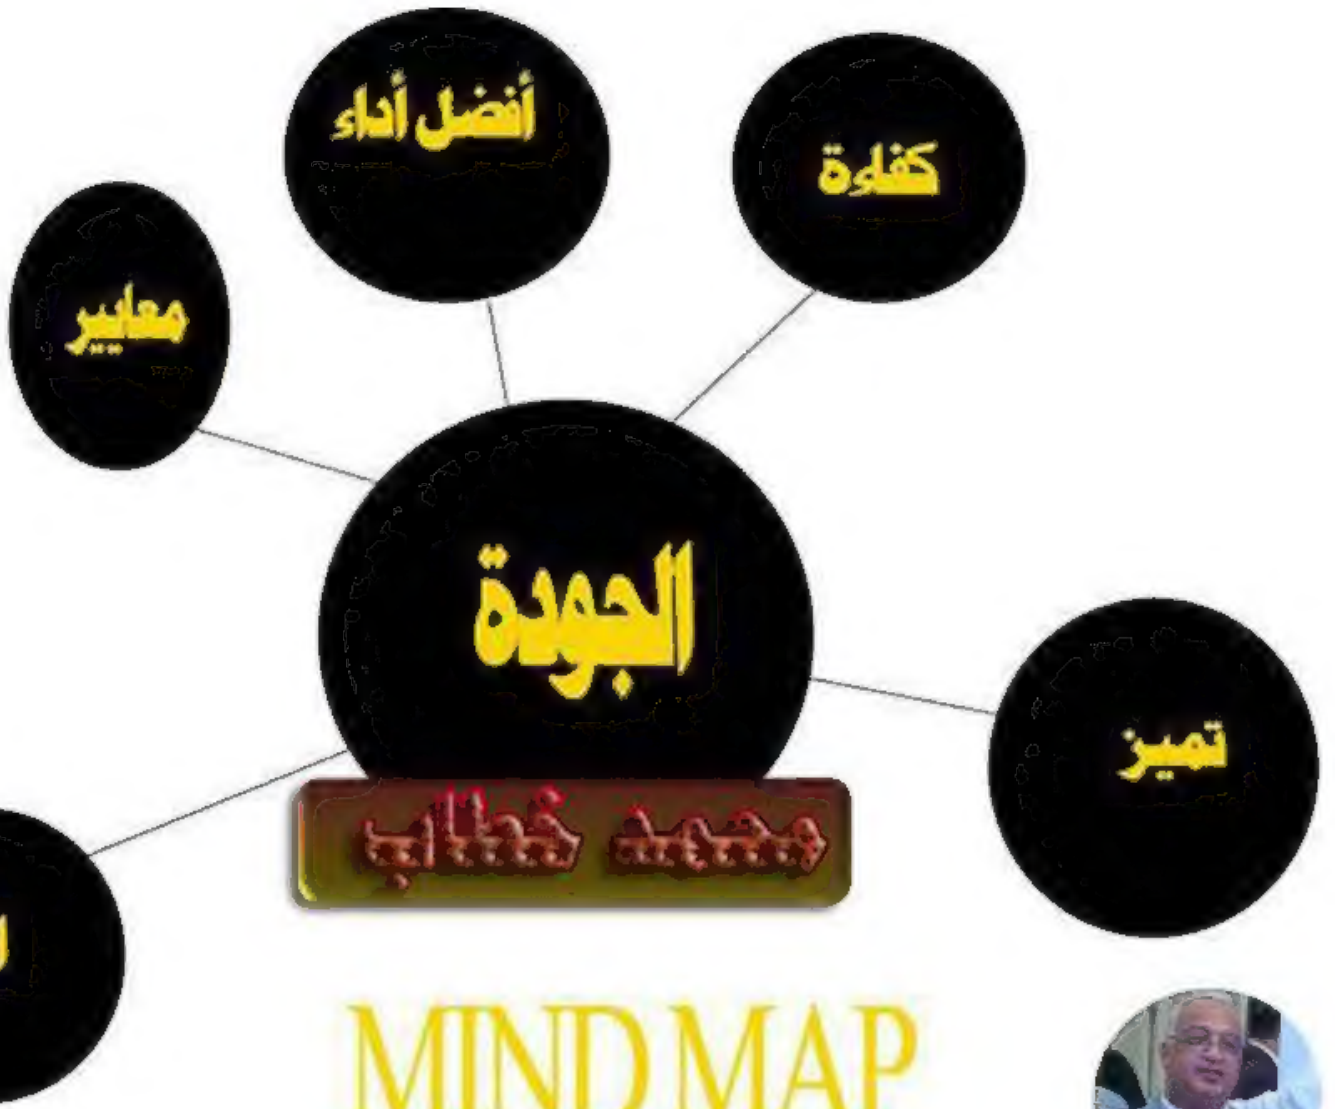 أفضل أداء
كفاءة
معايير
الجودة
تميز
محمد خطاب
MIND MAP